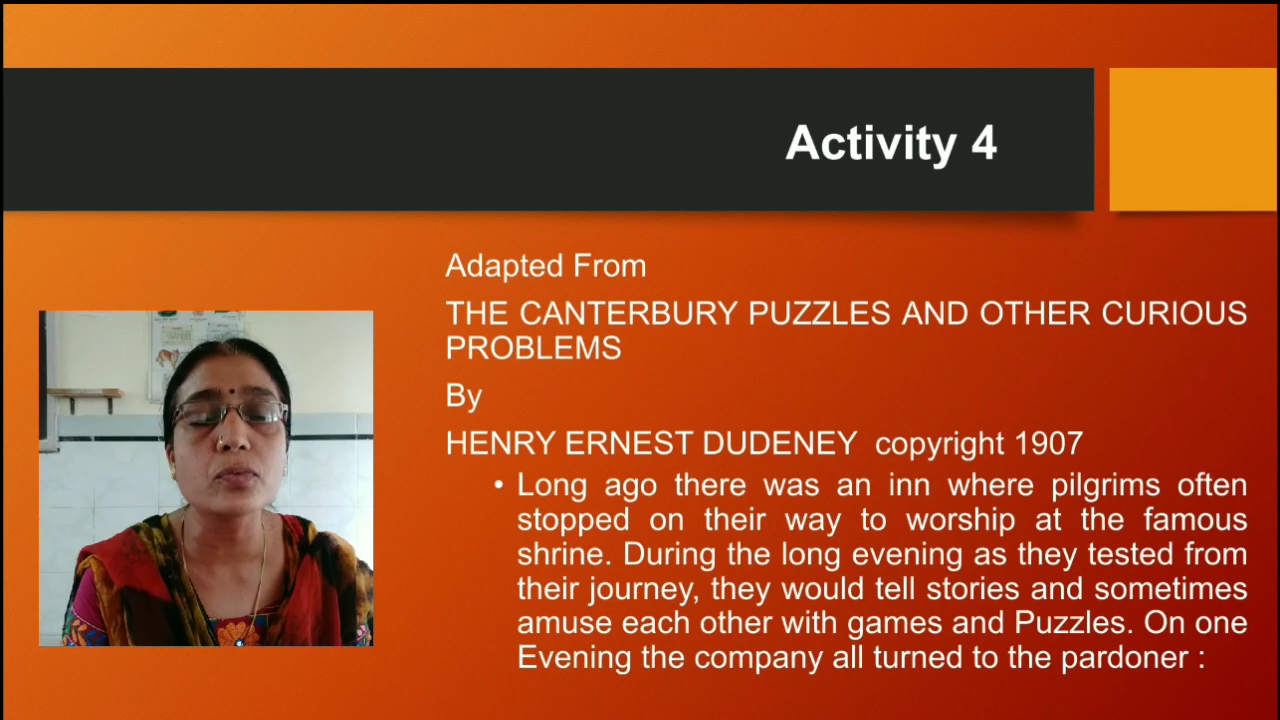 Activity 4
Adapted From
THE CANTERBURY PUZZLES AND OTHER CURIOUS
PROBLEMS
By
HENRY ERNEST DUDENEY copyright 1907
• Long ago there was an inn where pilgrims often
stopped on their way to worship at the famous
shrine. During the long evening as they tested from
their journey, they would tell stories and sometimes
amuse each other with games and Puzzles. On one
Evening the company all turned to the pardoner :